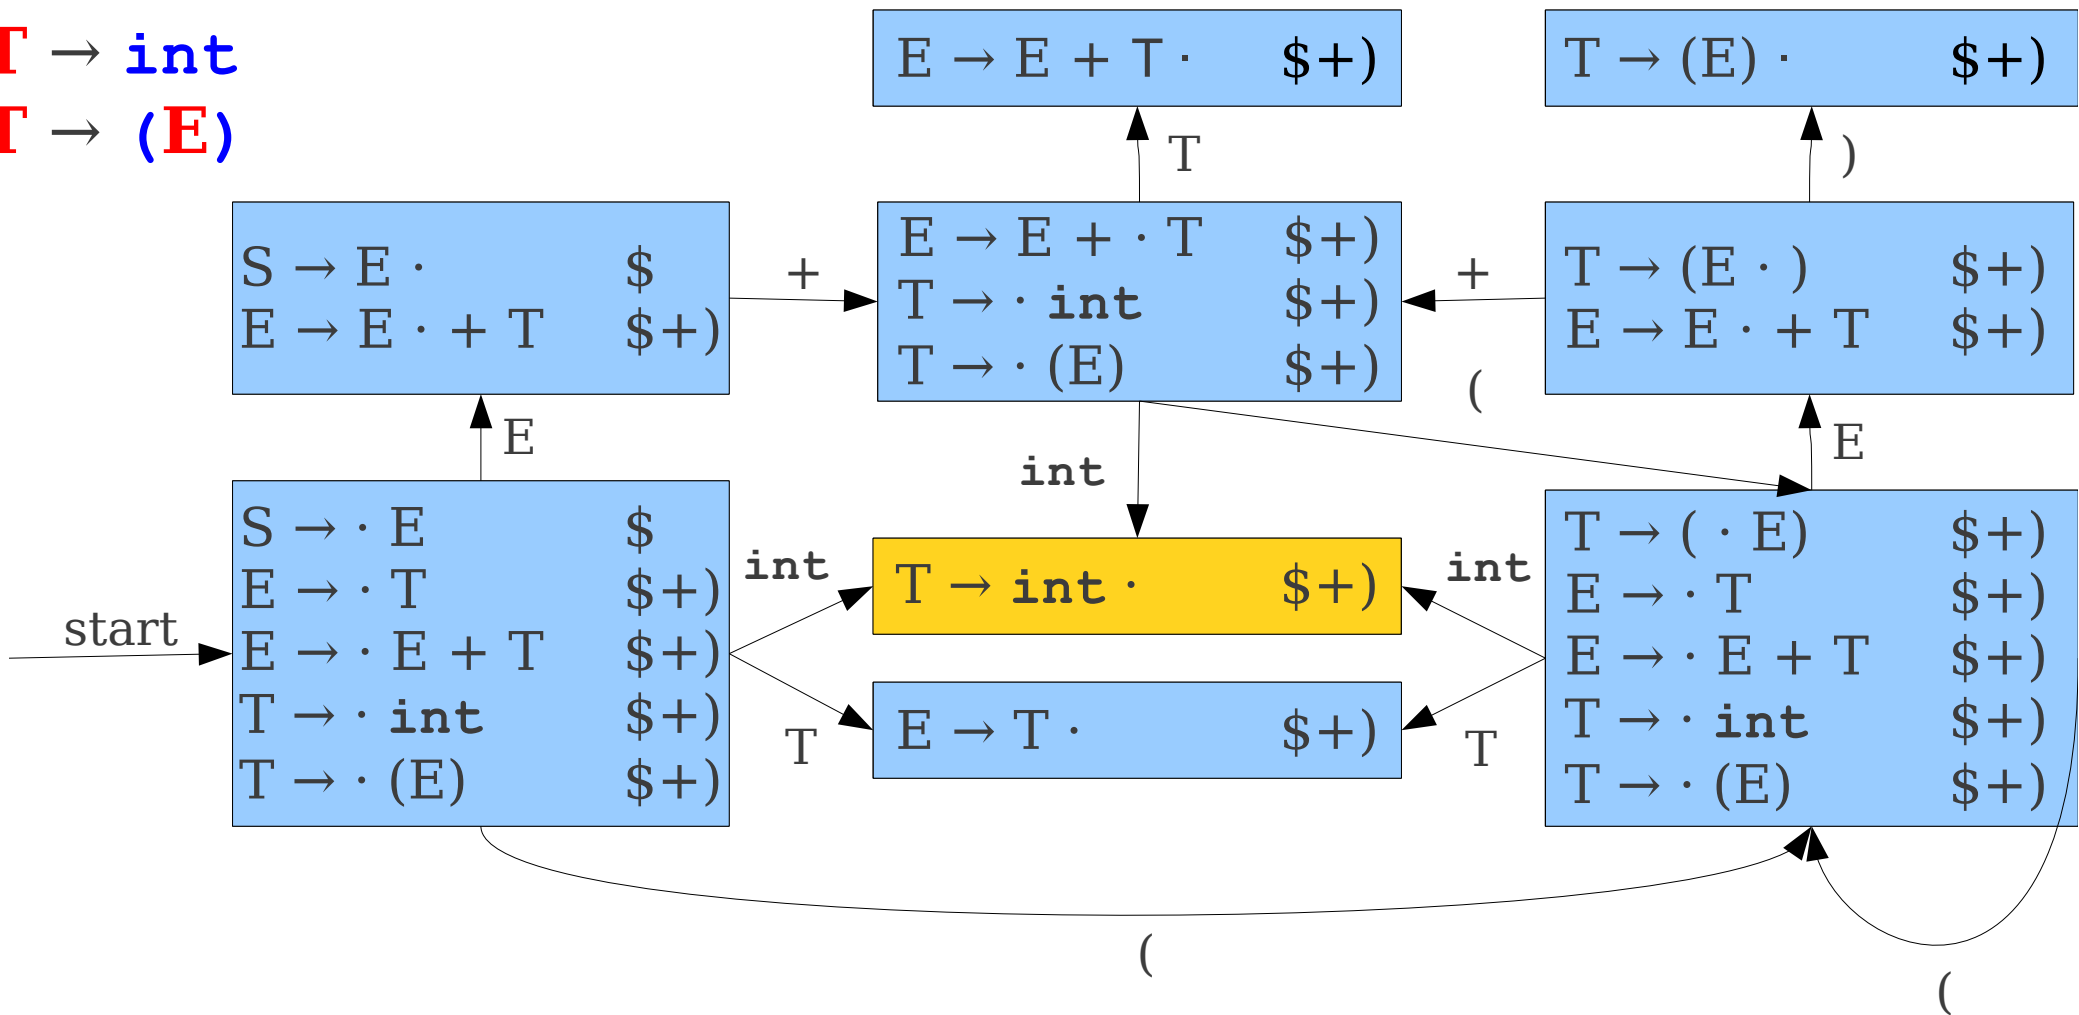 T → int
T → (E)
E → E + T · $+)
T → (E) · $+)
T
)
S → E · $
E → E · + T $+)
+
E → E + · T $+)
T → · int $+)
T → · (E) $+)
+
T → (E · ) $+)
E → E · + T $+)
(
E
int
E
start
S → · E $
E → · T $+)
E → · E + T $+)
T → · int $+)
T → · (E) $+)
int
T
T → int · $+)
E → T · $+)
int
T
T → ( · E) $+)
E → · T $+)
E → · E + T $+)
T → · int $+)
T → · (E) $+)
(
(